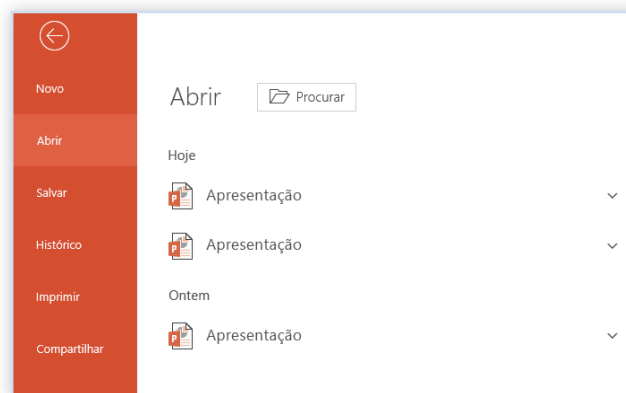 Novo
Abrir
Salvar
Histórico
Imprimir
Compartilhar
Abrir
Procurar
Hoje
Apresentação
Apresentação
Ontem
Apresentação